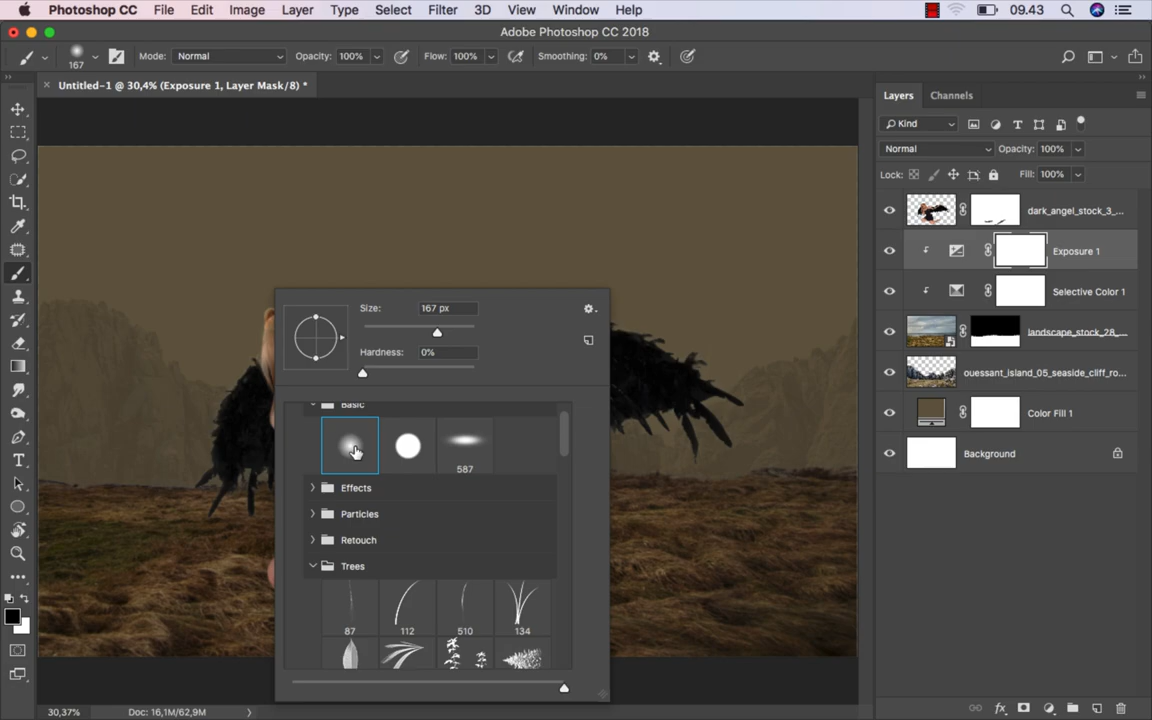 Photoshop CC File Edit Image Layer Type Select Filter 3D View Window Help 09.43
Adobe Photoshop CC 2018
167 Mode: Normal Opacity: 100% Flow: 100% Smoothing: 0%
Untitled-1 @ 30,4% (Exposure 1, Layer Mask/8) *
Layers Channels
Kind
Normal Opacity: 100%
Lock: Fill: 100%
dark_angel_stock_3_...
Exposure 1
Selective Color 1
landscape_stock_28_...
ouessant_island_05_seaside_cliff_ro...
Color Fill 1
Background
Size: 167 px
Hardness: 0%
Basic
587
Effects
Particles
Retouch
Trees
87 112 510 134
30,37% Doc: 16,1M/62,9M